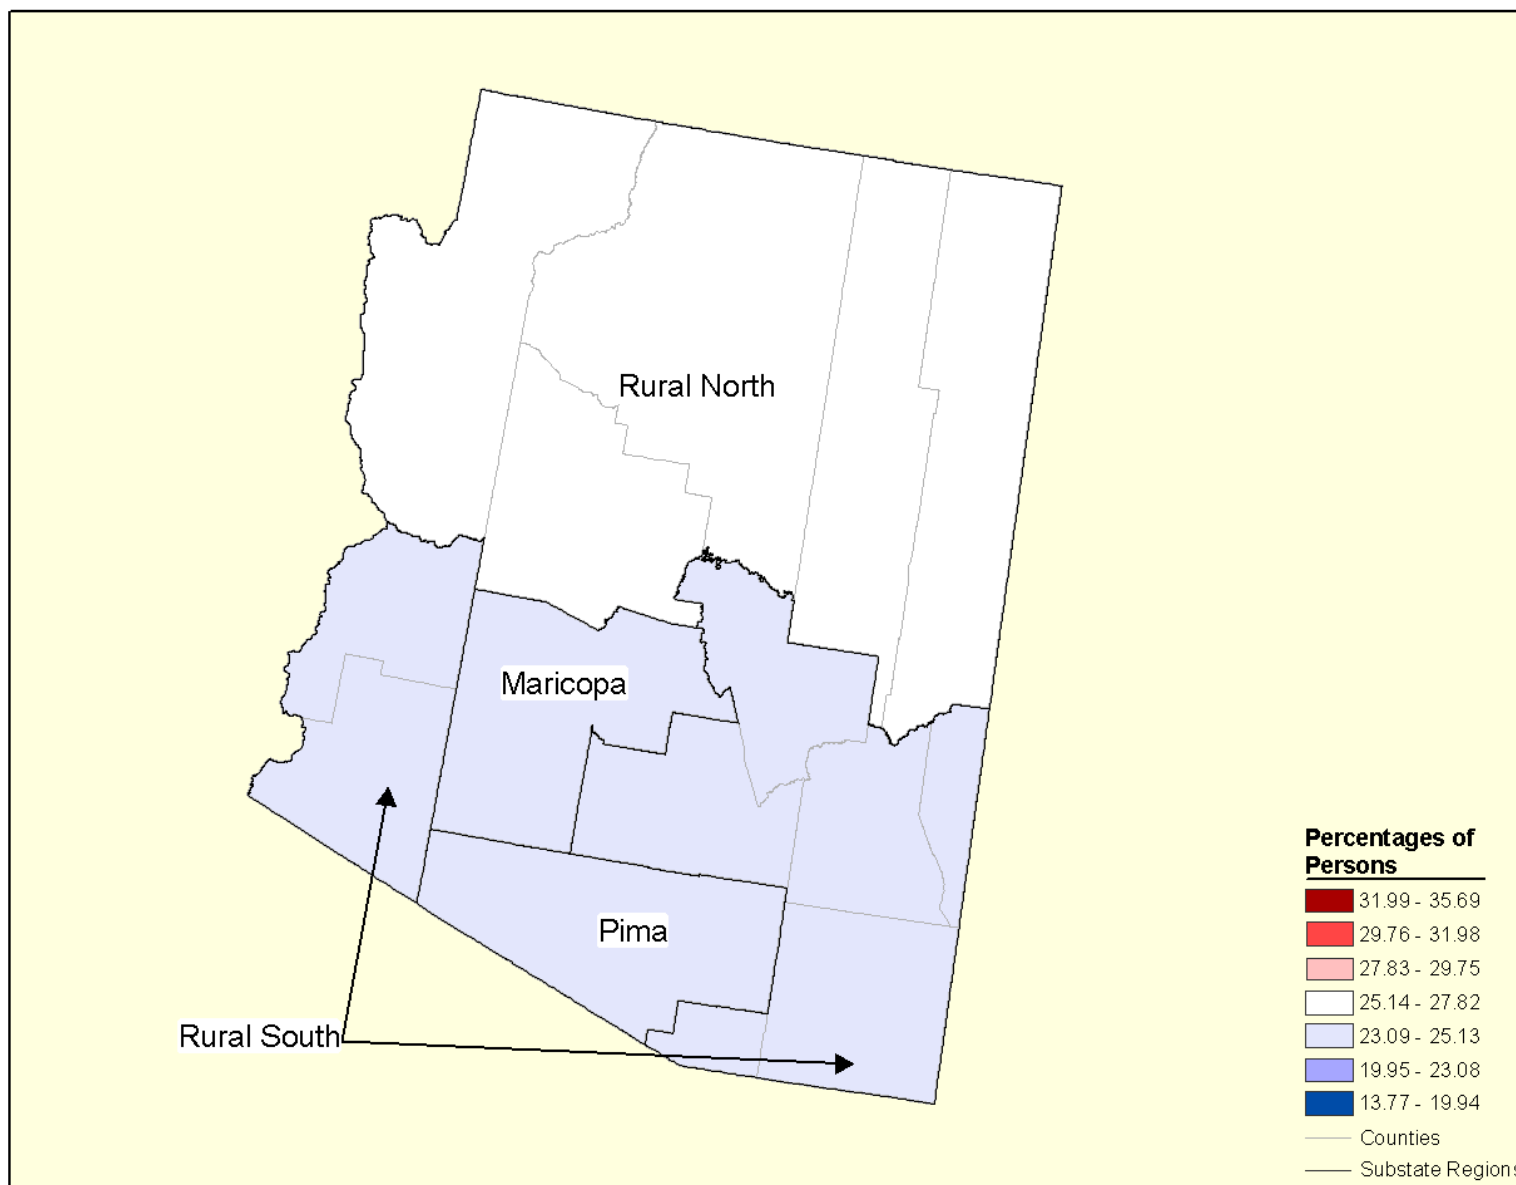 Rural North
Maricopa
Pima
Rural South
Percentages of
Persons
31.99 - 35.69
29.76 - 31.98
27.83 - 29.75
25.14 - 27.82
23.09 - 25.13
19.95 - 23.08
13.77 - 19.94
Counties
Substate Regions